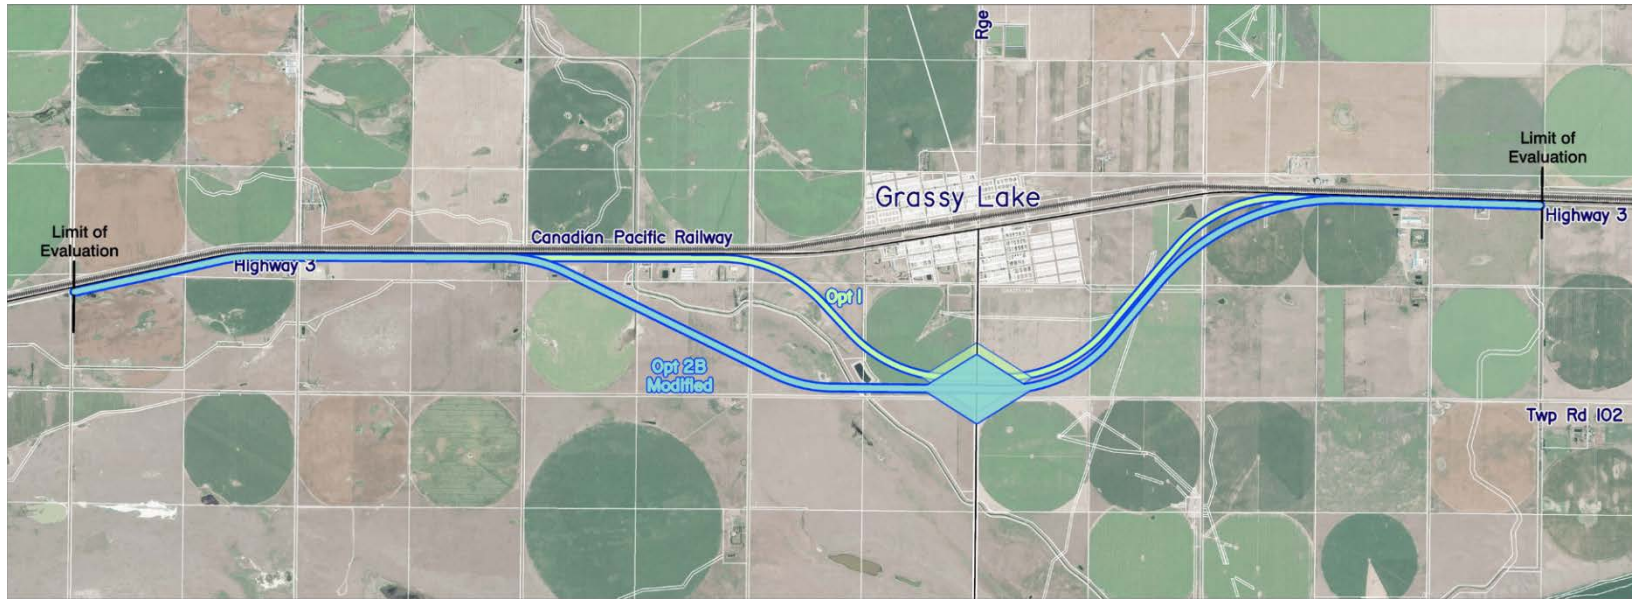 Rge
Limit of
Evaluation
Grassy Lake
Highway 3
Limit of
Evaluation
Canadian Pacific Railway
Highway 3
Opt 1
Opt 2B
Modified
Twp Rd 102